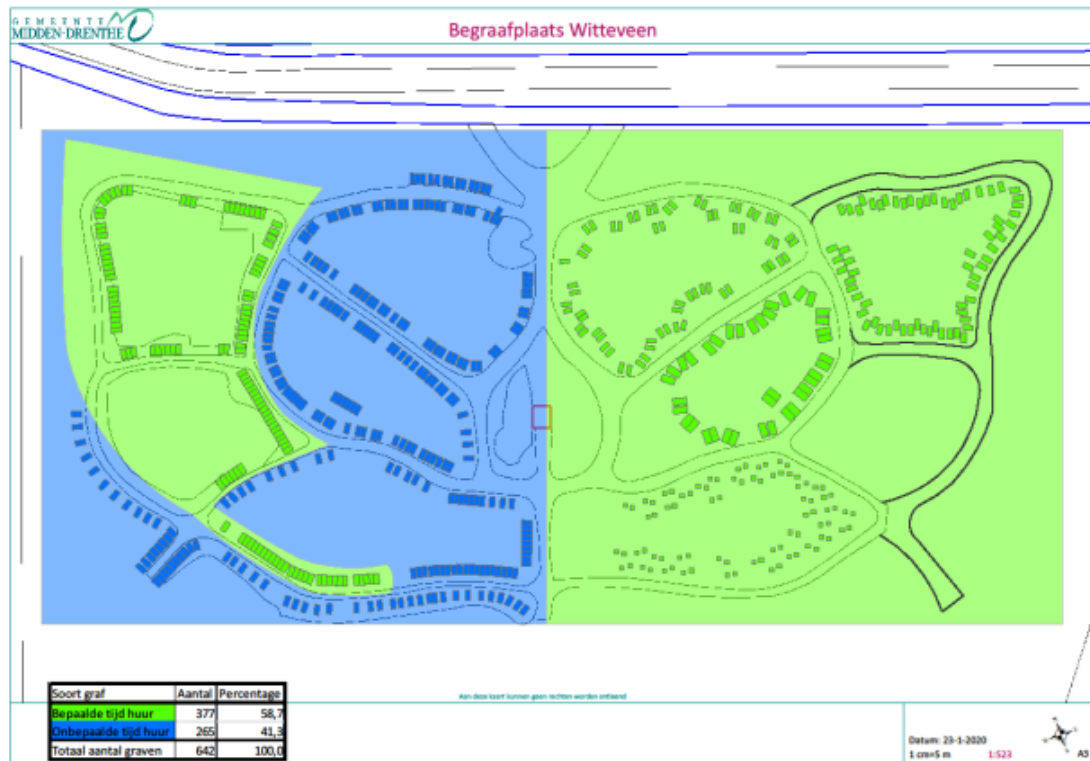 GEMEENTE
MIDDEN-DRENTHE
Begraafplaats Witteveen
Soort graf Aantal Percentage
Bepaalde tijd huur 377 58,7
Onbepaalde tijd huur 265 41,3
Totaal aantal graven 642 100,0
Aan deze kaart kunnen geen rechten worden ontleend
Datum: 23-1-2020
1 cm=5 m 1:523 A3